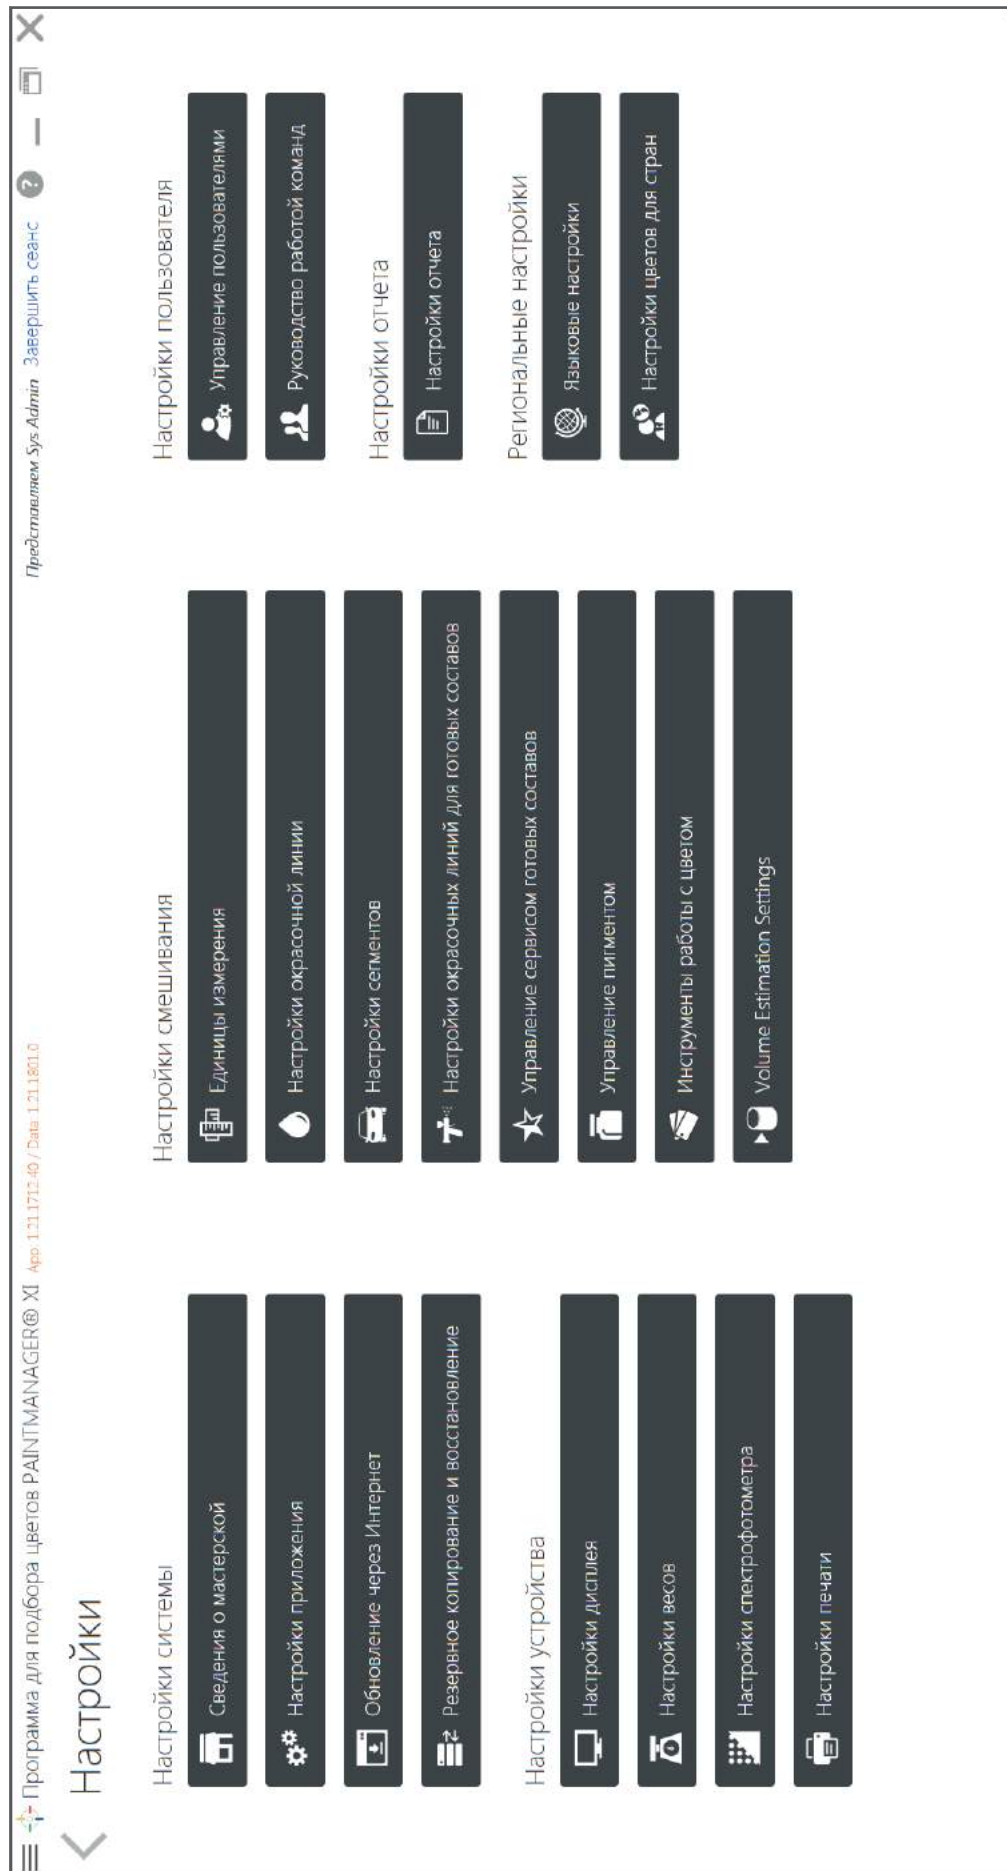 Программа для подбора цветов PAINTMANAGER® XI App: 1.21.1712.40 / Data: 1.21.1801.0
Представляем Sys Admin Завершить сеанс ?
Настройки
Настройки системы
Сведения о мастерской
Настройки приложения
Обновление через Интернет
Резервное копирование и восстановление
Настройки устройства
Настройки дисплея
Настройки весов
Настройки спектрофотометра
Настройки печати
Настройки смешивания
Единицы измерения
Настройки окрасочной линии
Настройки сегментов
Настройки окрасочных линий для готовых составов
Управление сервисом готовых составов
Управление пигментом
Инструменты работы с цветом
Volume Estimation Settings
Настройки пользователя
Управление пользователями
Руководство работой команд
Настройки отчета
Настройки отчета
Региональные настройки
Языковые настройки
Настройки цветов для стран